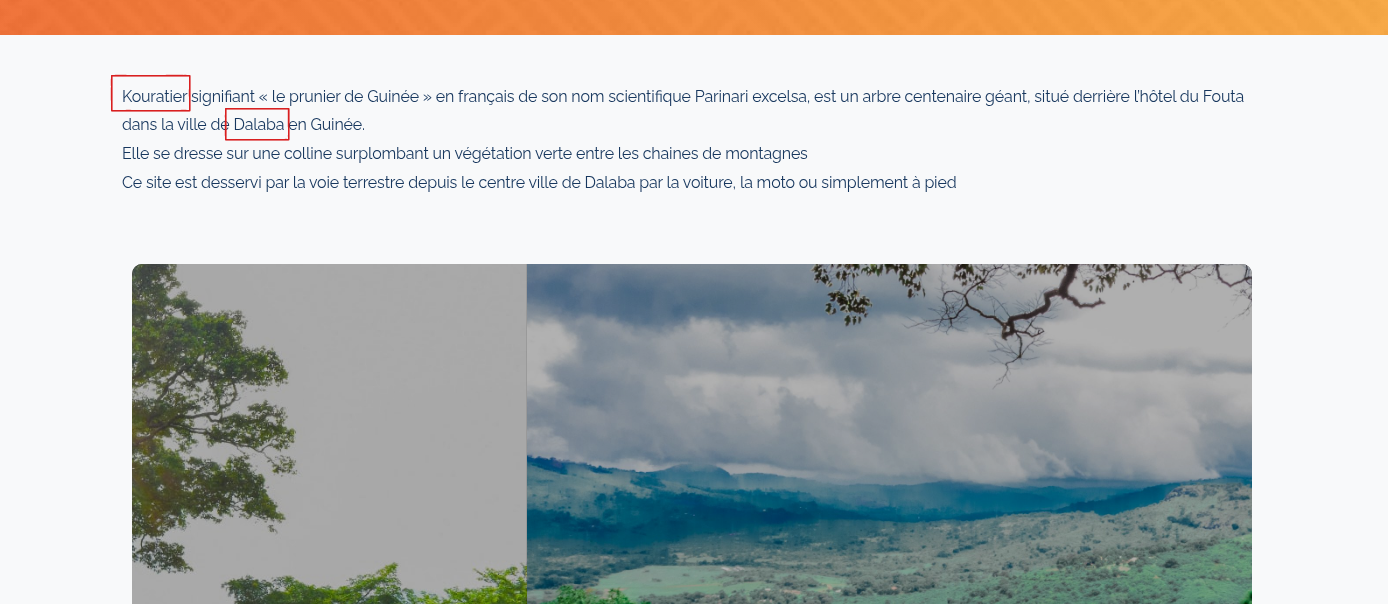 Kouratier signifiant « le prunier de Guinée » en français de son nom scientifique Parinari excelsa, est un arbre centenaire géant, situé derrière l'hôtel du Fouta
dans la ville de Dalaba en Guinée.
Elle se dresse sur une colline surplombant un végétation verte entre les chaines de montagnes
Ce site est desservi par la voie terrestre depuis le centre ville de Dalaba par la voiture, la moto ou simplement à pied